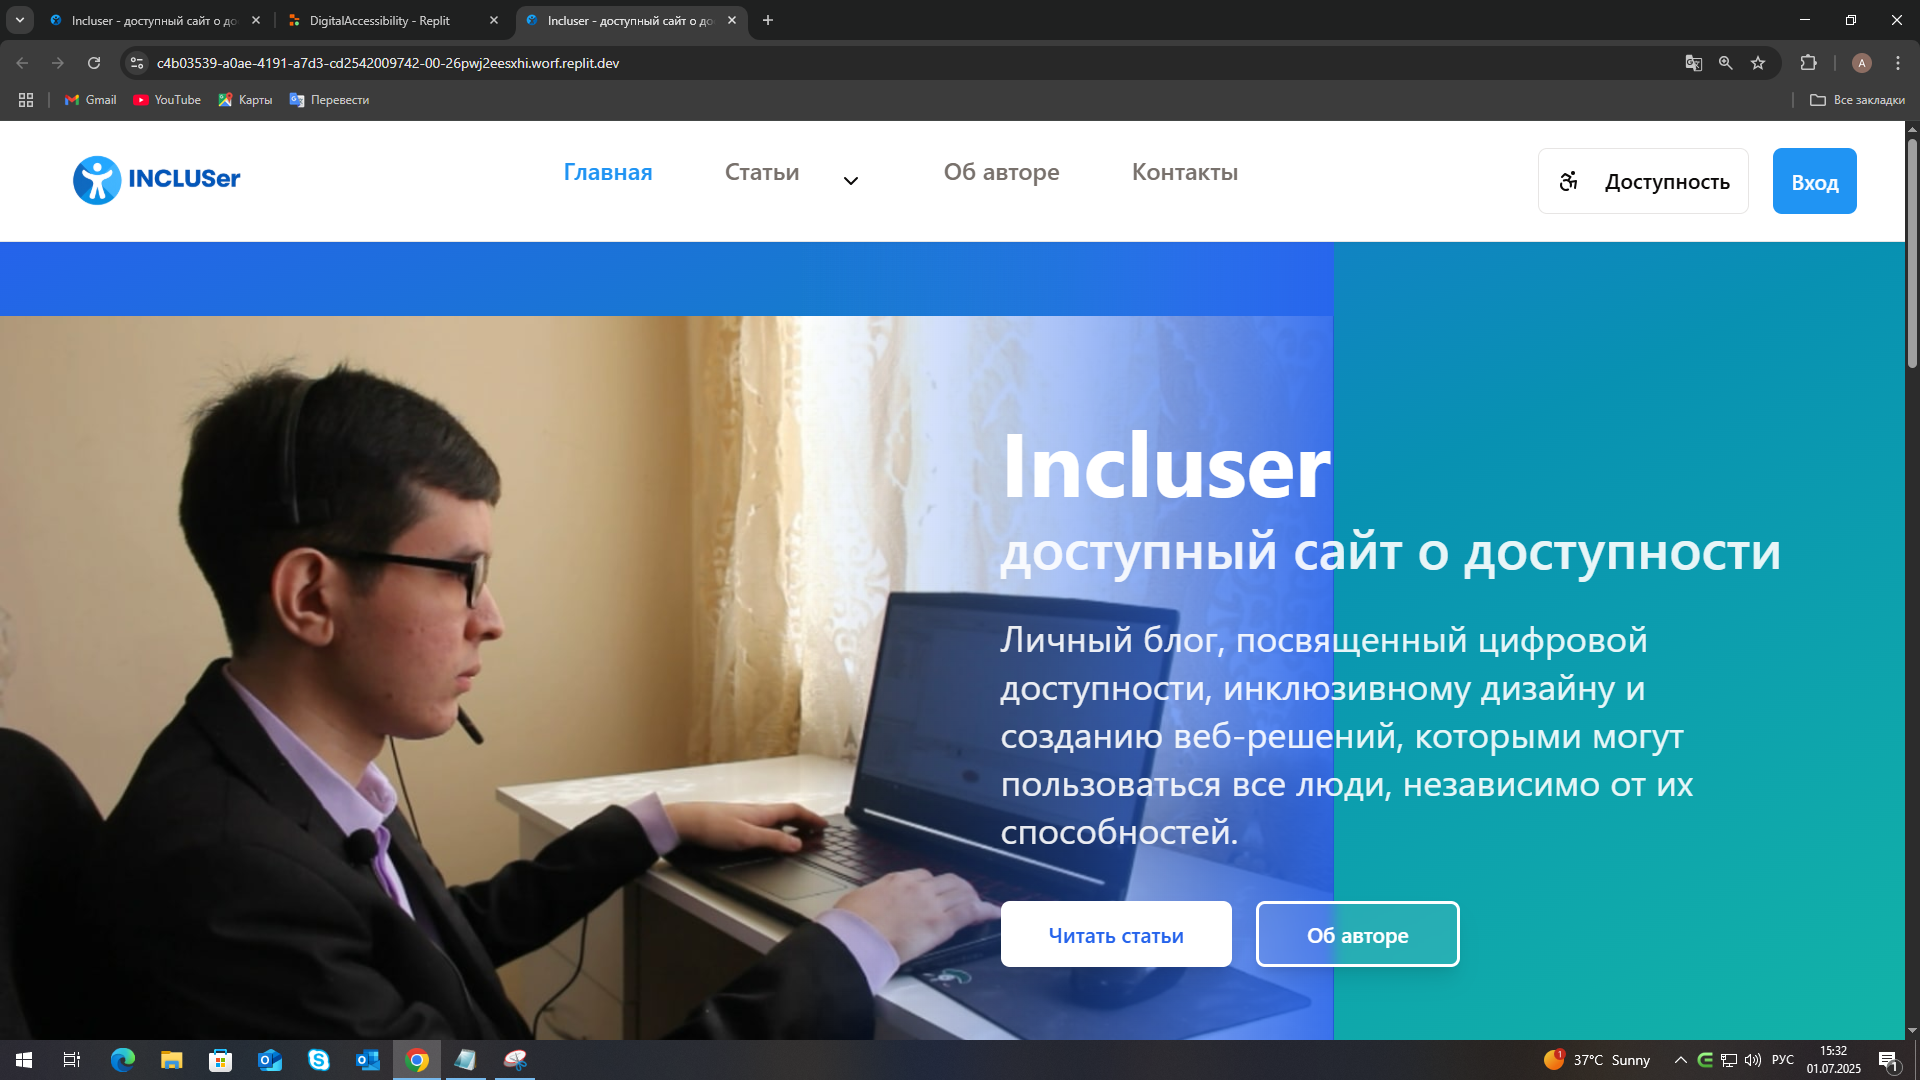 Incluser - доступный сайт о до
DigitalAccessibility - Replit
Incluser - доступный сайт о до
c4b03539-a0ae-4191-a7d3-cd2542009742-00-26pwj2eesxhi.worf.replit.dev
A
Gmail
YouTube
Карты
Перевести
Все закладки
INCLUSer
Главная
Статьи
Об авторе
Контакты
Доступность
Вход
Incluser
доступный сайт о доступности
Личный блог, посвященный цифровой
доступности, инклюзивному дизайну и
созданию веб-решений, которыми могут
пользоваться все люди, независимо от их
способностей.
Читать статьи
Об авторе
1
37°C Sunny
РУС
15:32
01.07.2025
1